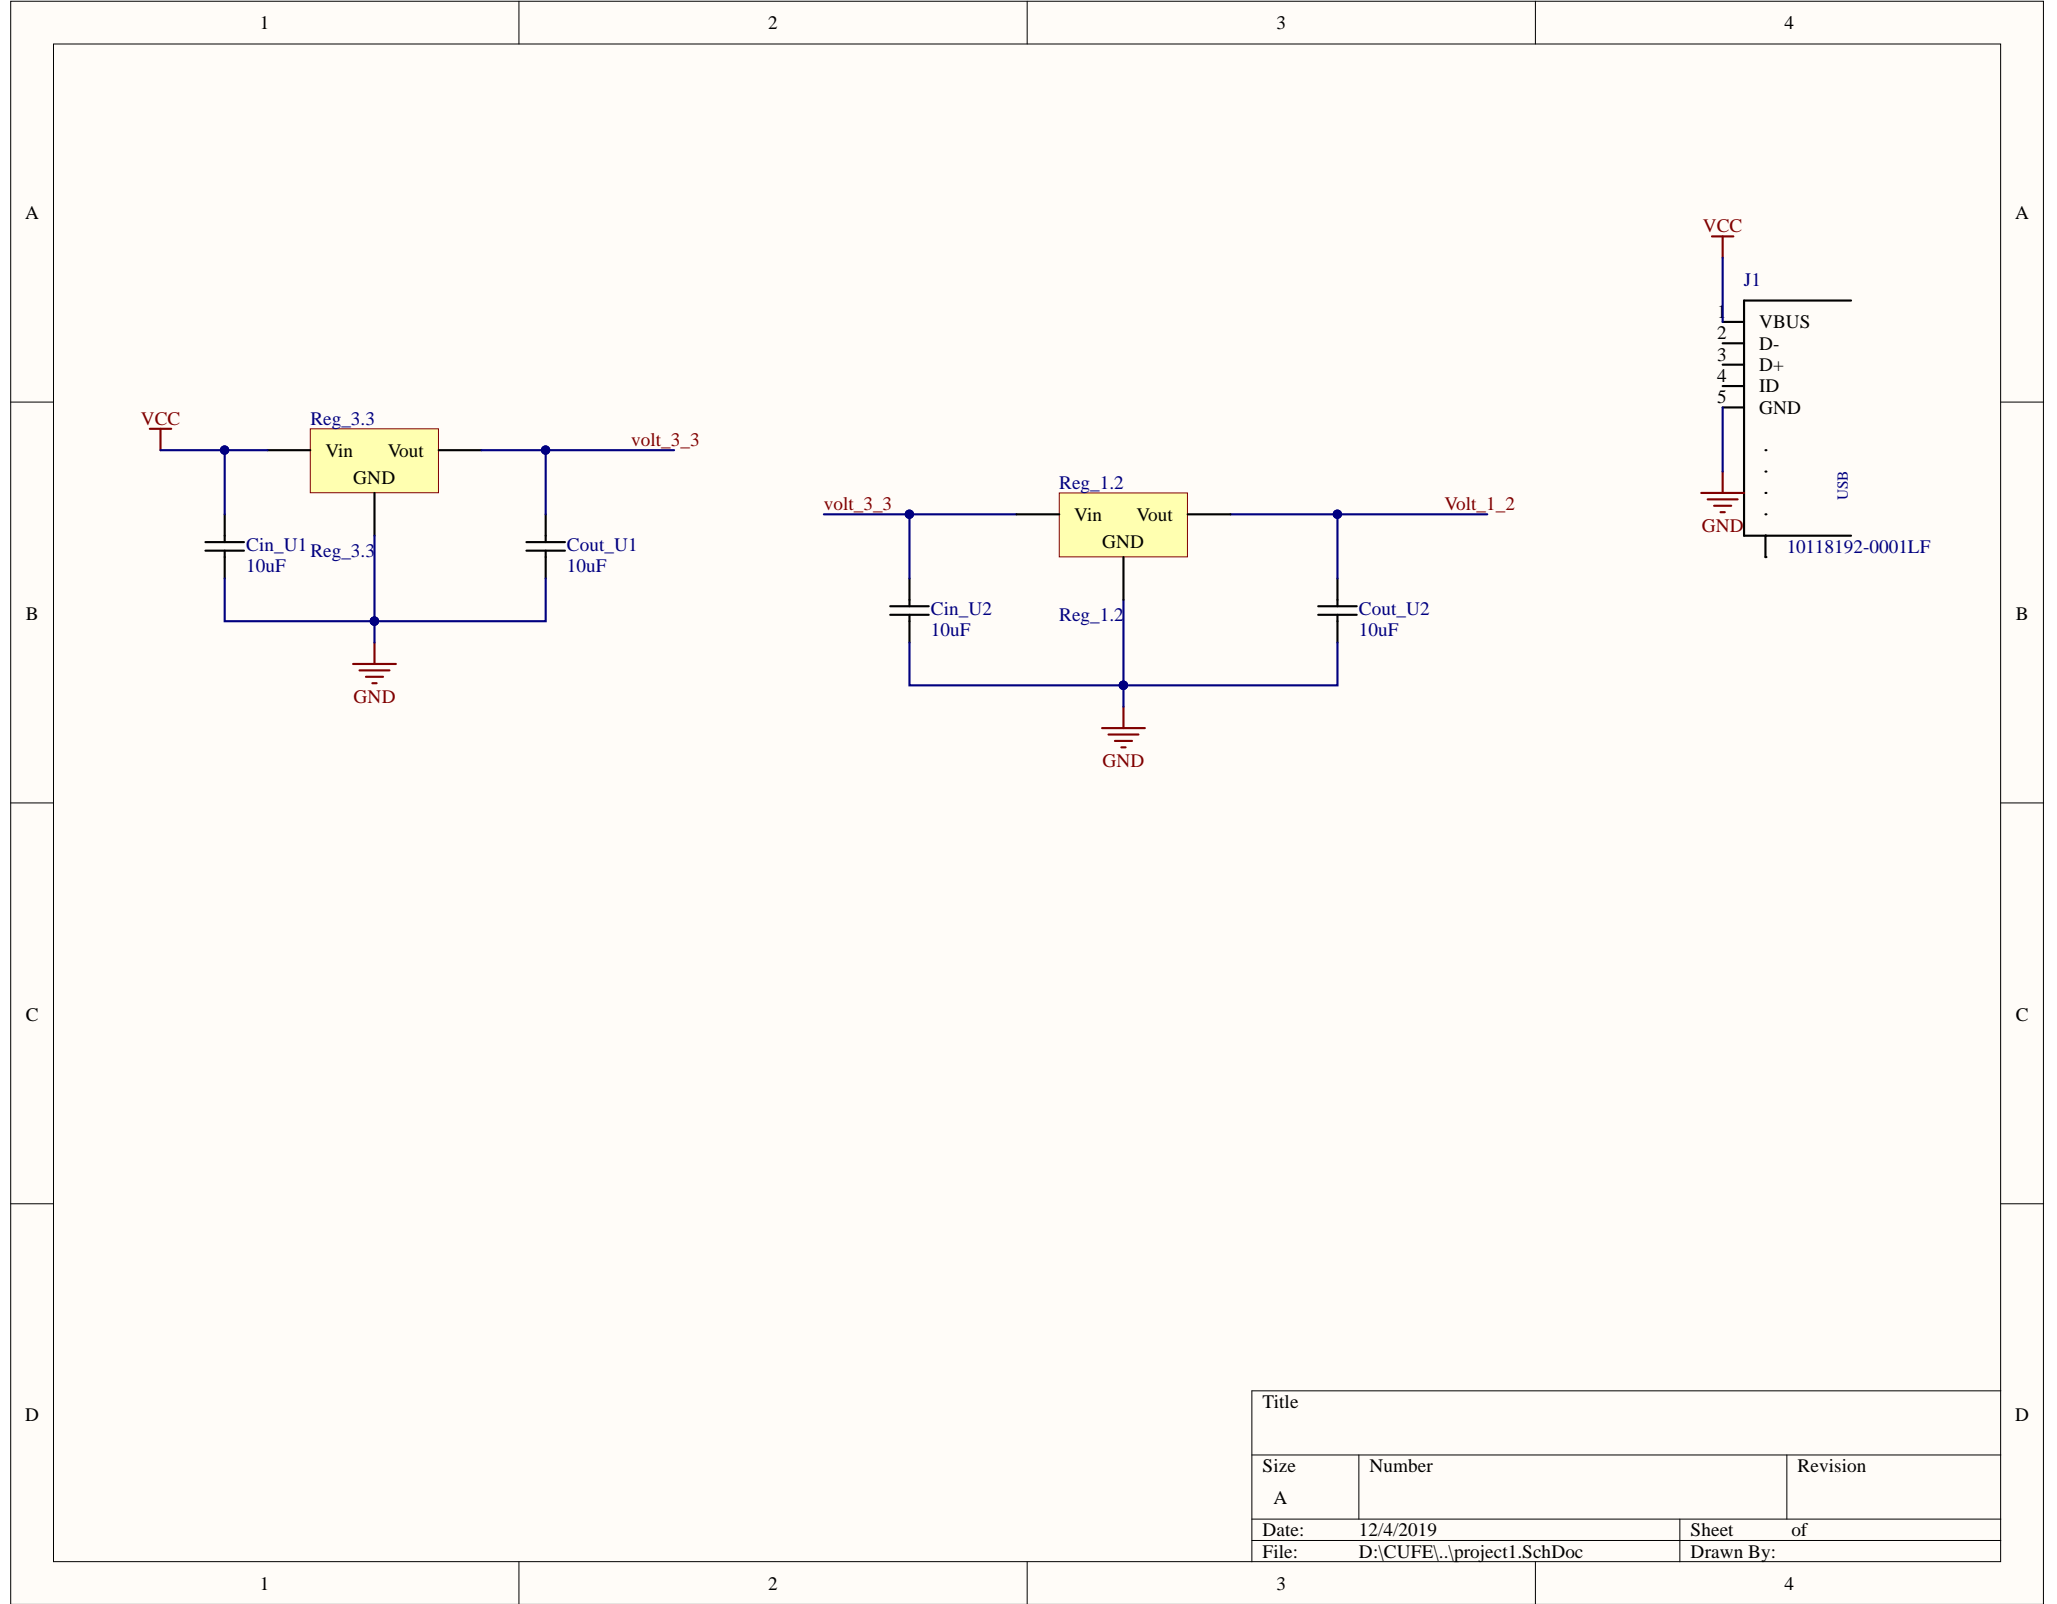 1 2 3 4
A A
VCC
J1
1 VBUS
2 D-
3 D+
4 ID
5 GND
USB
GND
10118192-0001LF
VCC
Reg_3.3
Vin Vout
GND
volt_3_3
Cin_U1
10uF
Reg_3.3
Cout_U1
10uF
GND
volt_3_3
Reg_1.2
Vin Vout
GND
Volt_1_2
Cin_U2
10uF
Reg_1.2
Cout_U2
10uF
GND
B B
C C
D D
Title
Size Number Revision
A
Date: 12/4/2019 Sheet of
File: D:\CUFE\..\project1.SchDoc Drawn By:
1 2 3 4